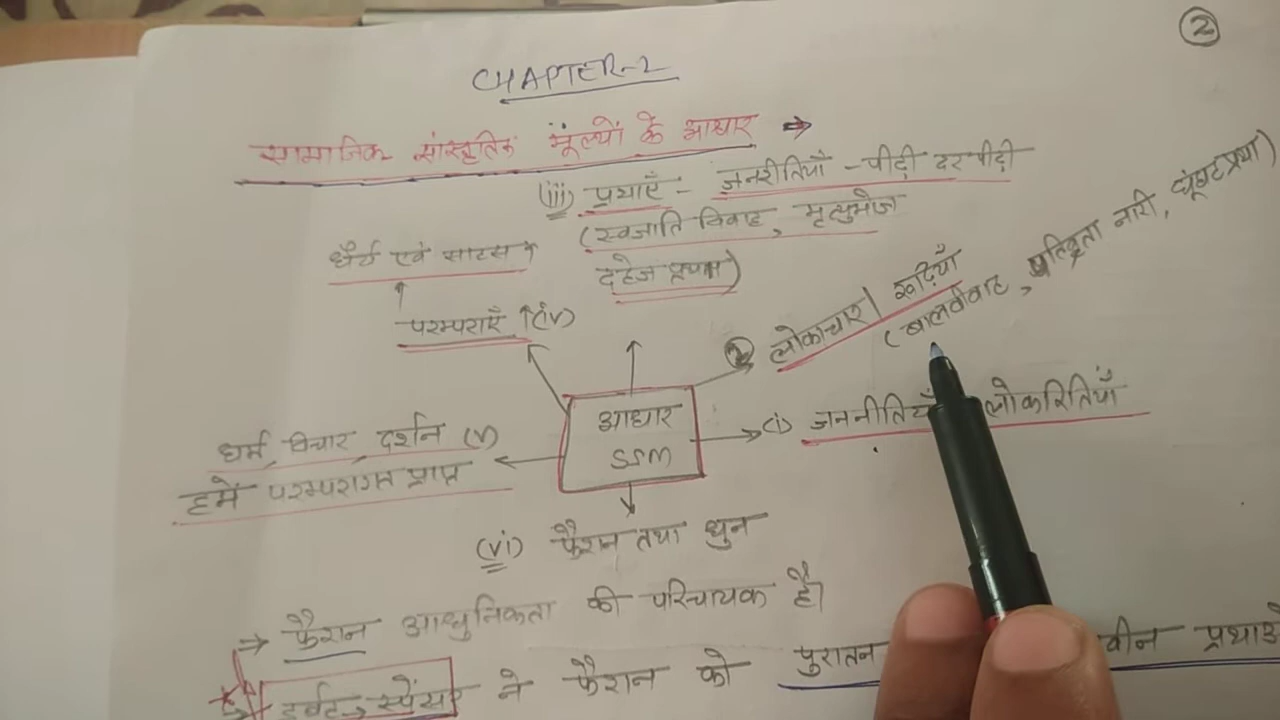 2
CHAPTER-2
सामाजिक सांस्कृतिक मूल्यों के आधार →
(iii) प्रथाएँ - जनरीतियाँ - पीढ़ी दर पीढ़ी
(स्वजाति विवाह, मृत्युभोज
दहेज प्रथा)
धैर्य एवं साहस
परम्पराएँ (iv)
लोकाचार / रूढ़ियाँ
(बालविवाह, पतिव्रता नारी, घूंघट प्रथा)
आधार
SSM
(i) जननीतियाँ लोकरितियाँ
धर्म, विचार, दर्शन (v)
हमें परम्परागत प्राप्त
(vi) फैशन तथा धुन
→ फैशन आधुनिकता की परिचायक है।
हर्बर्ट स्पेंसर ने फैशन को पुरातन